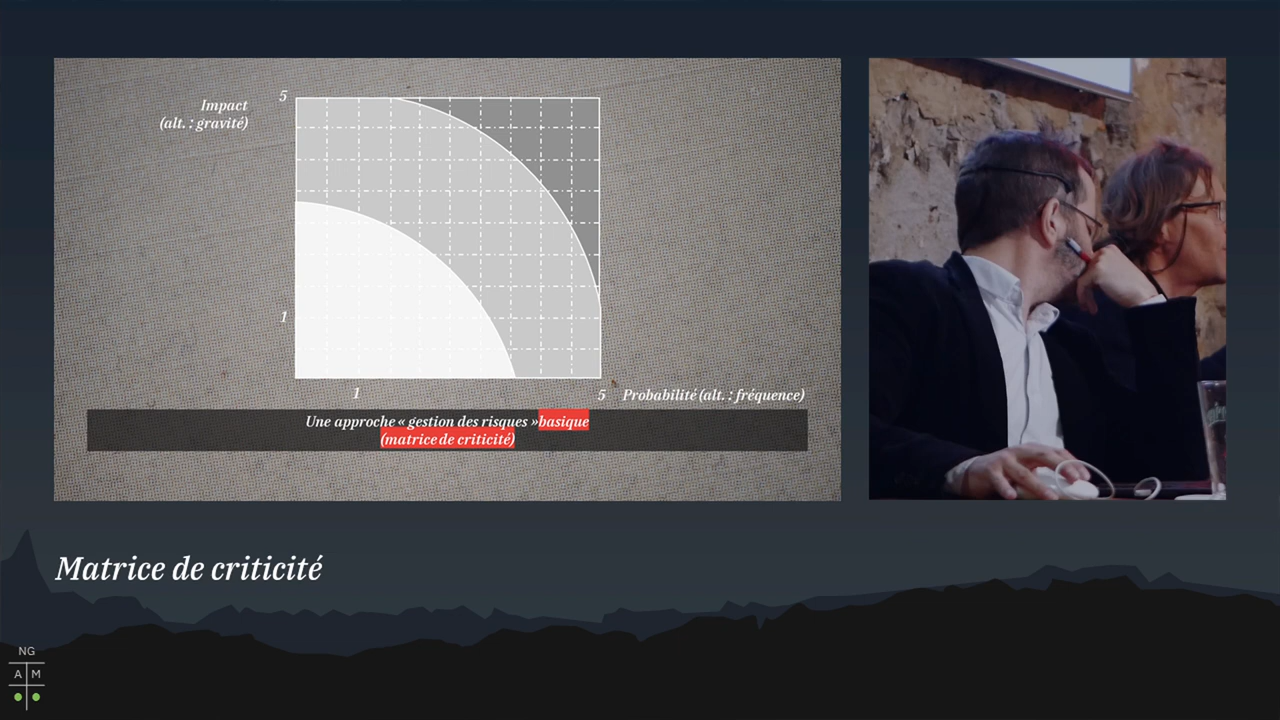 5
Impact
(alt. : gravité)
1
1
5
Probabilité (alt. : fréquence)
Une approche « gestion des risques » basique
(matrice de criticité)
Matrice de criticité
NG
A M